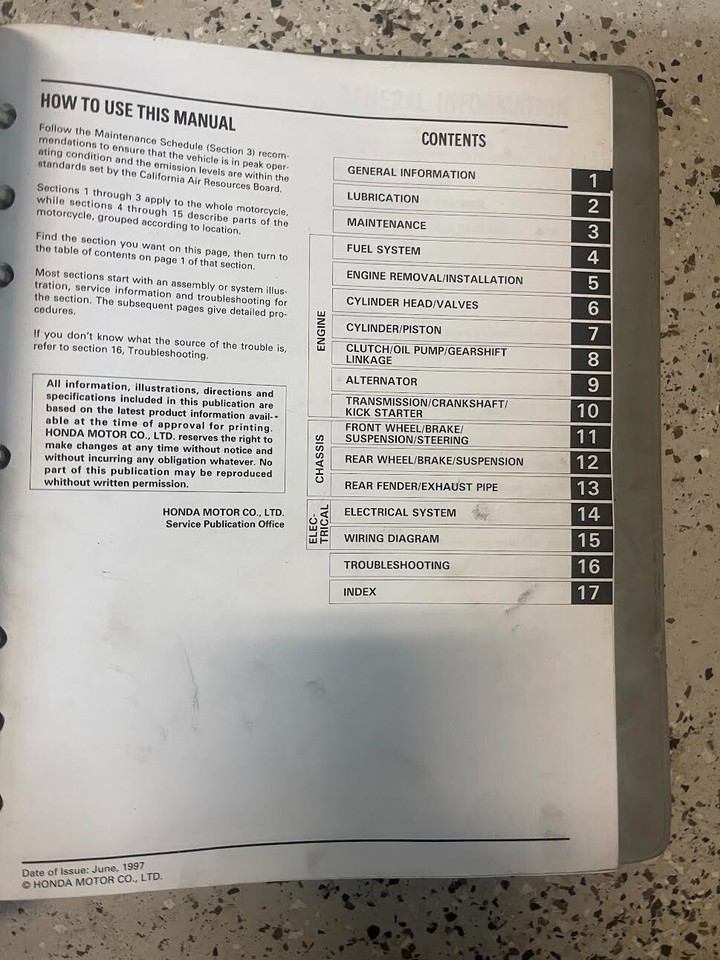 HOW TO USE THIS MANUAL
Follow the Maintenance Schedule (Section 3) recom-
mendations to ensure that the vehicle is in peak oper-
ating condition and the emission levels are within the
standards set by the California Air Resources Board.
Sections 1 through 3 apply to the whole motorcycle,
while sections 4 through 15 describe parts of the
motorcycle, grouped according to location.
Find the section you want on this page, then turn to
the table of contents on page 1 of that section.
Most sections start with an assembly or system illus-
tration, service information and troubleshooting for
the section. The subsequent pages give detailed pro-
cedures.
If you don't know what the source of the trouble is,
refer to section 16, Troubleshooting.
All information, illustrations, directions and
specifications included in this publication are
based on the latest product information avail-
able at the time of approval for printing.
HONDA MOTOR CO., LTD. reserves the right to
make changes at any time without notice and
without incurring any obligation whatever. No
part of this publication may be reproduced
whithout written permission.
HONDA MOTOR CO., LTD.
Service Publication Office
CONTENTS
GENERAL INFORMATION 1
LUBRICATION 2
MAINTENANCE 3
ENGINE
FUEL SYSTEM 4
ENGINE REMOVAL/INSTALLATION 5
CYLINDER HEAD/VALVES 6
CYLINDER/PISTON 7
CLUTCH/OIL PUMP/GEARSHIFT
LINKAGE 8
ALTERNATOR 9
TRANSMISSION/CRANKSHAFT/
KICK STARTER 10
CHASSIS
FRONT WHEEL/BRAKE/
SUSPENSION/STEERING 11
REAR WHEEL/BRAKE/SUSPENSION 12
REAR FENDER/EXHAUST PIPE 13
ELEC-
TRICAL
ELECTRICAL SYSTEM 14
WIRING DIAGRAM 15
TROUBLESHOOTING 16
INDEX 17
Date of Issue: June, 1997
© HONDA MOTOR CO., LTD.